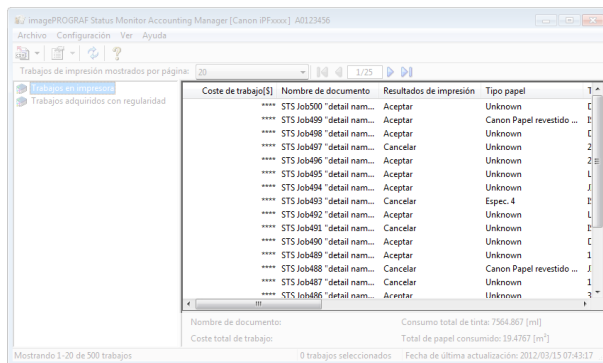 imagePROGRAF Status Monitor Accounting Manager [Canon iPFxxxx] A0123456
Archivo Configuración Ver Ayuda
Trabajos de impresión mostrados por página: 20 1/25
Trabajos en impresora
Trabajos adquiridos con regularidad
Coste de trabajo[$] Nombre de documento Resultados de impresión Tipo papel
**** STS Job500 "detail nam... Aceptar Unknown
**** STS Job499 "detail nam... Aceptar Canon Papel revestido ...
**** STS Job498 "detail nam... Aceptar Unknown
**** STS Job497 "detail nam... Cancelar Unknown 2
**** STS Job496 "detail nam... Aceptar Unknown 2
**** STS Job495 "detail nam... Aceptar Unknown
**** STS Job494 "detail nam... Aceptar Unknown
**** STS Job493 "detail nam... Cancelar Espec. 4
**** STS Job492 "detail nam... Aceptar Unknown
**** STS Job491 "detail nam... Cancelar Unknown
**** STS Job490 "detail nam... Aceptar Unknown
**** STS Job489 "detail nam... Aceptar Unknown 1
**** STS Job488 "detail nam... Cancelar Canon Papel revestido ...
**** STS Job487 "detail nam... Cancelar Unknown 1
**** STS Job486 "detail nam... Aceptar Unknown 3
Nombre de documento: Consumo total de tinta: 7564.867 [ml]
Coste total de trabajo: Total de papel consumido: 19.4767 [m²]
Mostrando 1-20 de 500 trabajos 0 trabajos seleccionados Fecha de última actualización: 2012/03/15 07:43:17